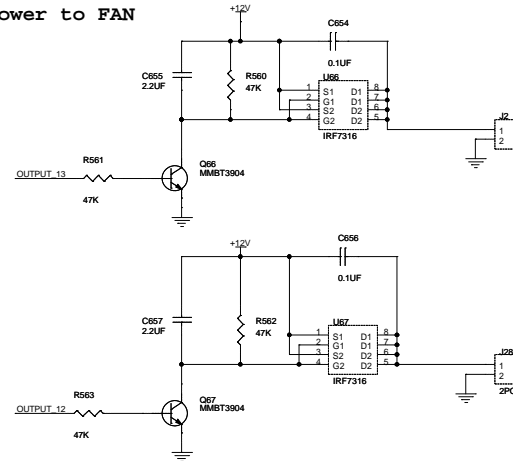 ower to FAN
+12V
C654
0.1UF
C655
2.2UF
R560
47K
U66
1 S1 D1 8
2 G1 D1 7
3 S2 D2 6
4 G2 D2 5
IRF7316
J2
1
2
R561
OUTPUT_13
47K
Q66
MMBT3904
+12V
C656
0.1UF
C657
2.2UF
R562
47K
U67
1 S1 D1 8
2 G1 D1 7
3 S2 D2 6
4 G2 D2 5
IRF7316
J28
1
2
2PO
R563
OUTPUT_12
47K
Q67
MMBT3904